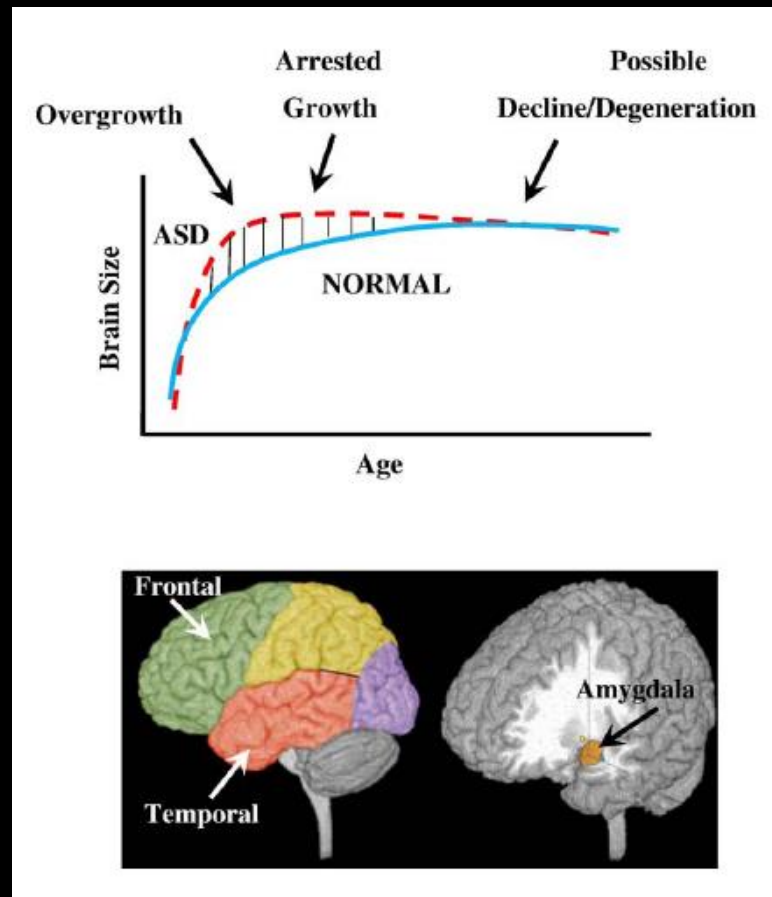 Arrested
Growth
Possible
Decline/Degeneration
Overgrowth
ASD
NORMAL
Brain Size
Age
Frontal
Temporal
Amygdala